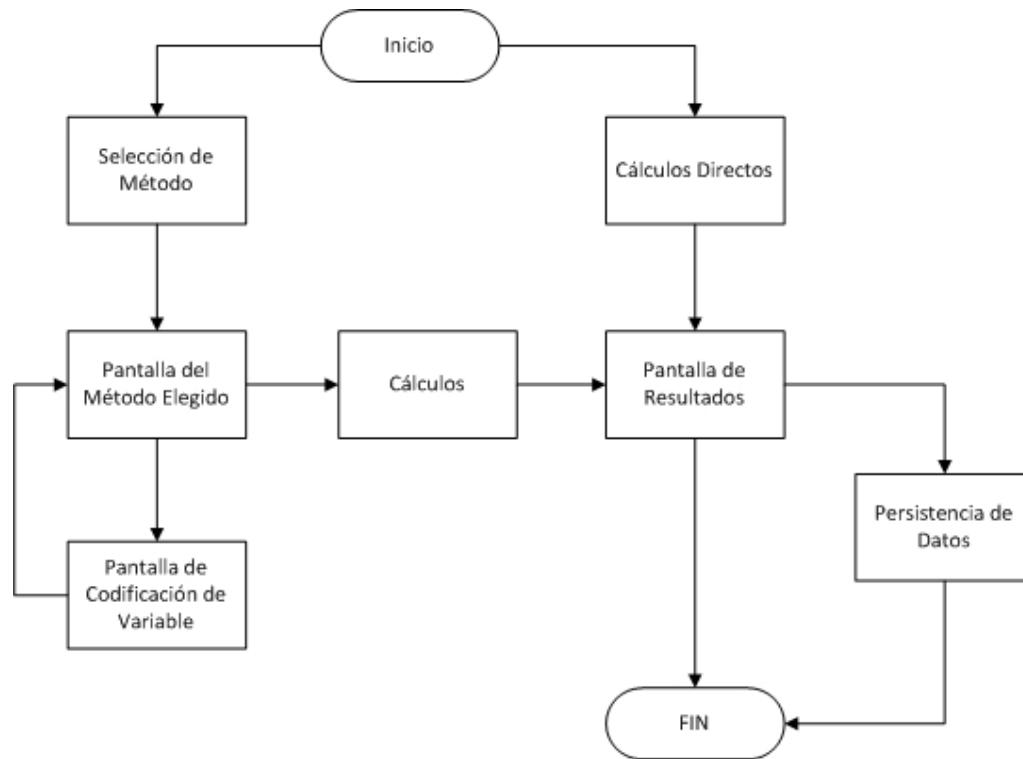 Inicio
Selección de
Método
Cálculos Directos
Pantalla del
Método Elegido
Cálculos
Pantalla de
Resultados
Persistencia de
Datos
Pantalla de
Codificación de
Variable
FIN